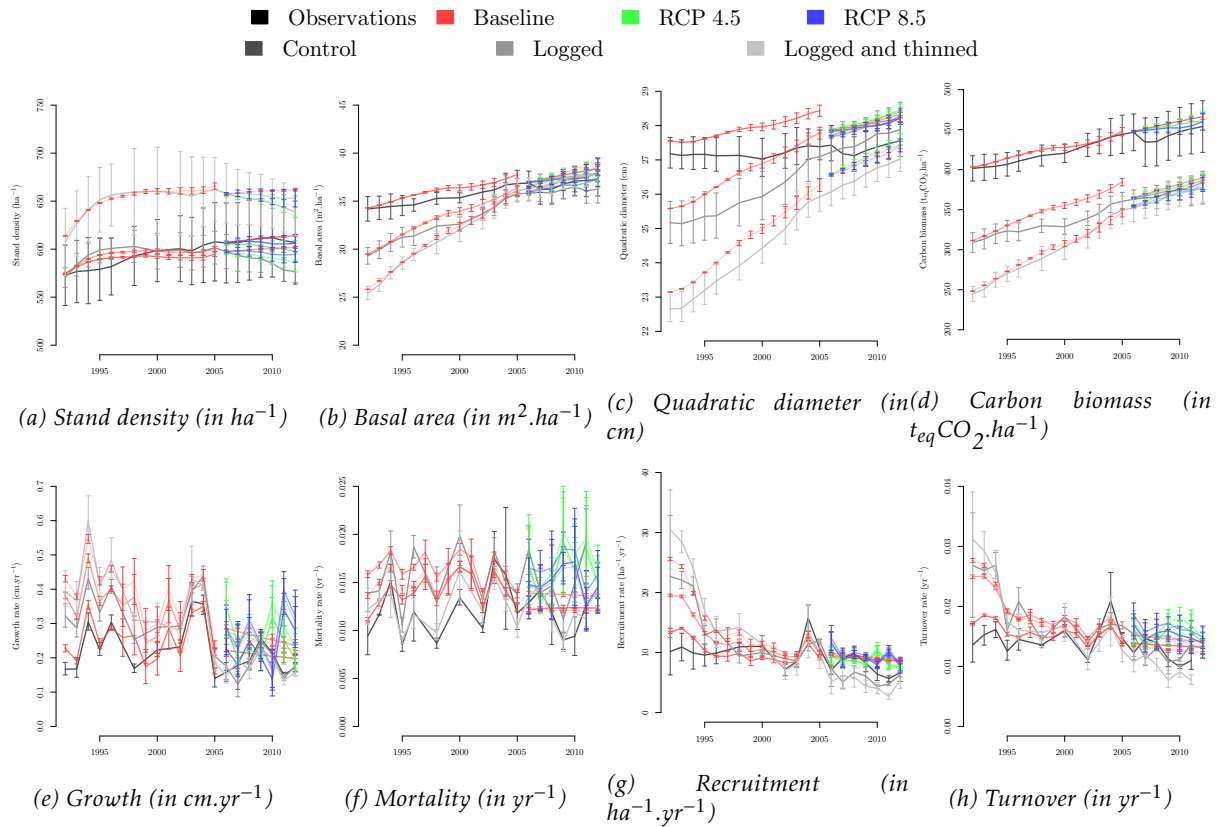 Observations Baseline RCP 4.5 RCP 8.5
Control Logged Logged and thinned
Stand density (ha⁻¹)
500 550 600 650 700 750
1995 2000 2005 2010
Basal area (m².ha⁻¹)
20 25 30 35 40 45
1995 2000 2005 2010
Quadratic diameter (cm)
22 23 24 25 26 27 28 29
1995 2000 2005 2010
Carbon biomass (t_eqCO₂.ha⁻¹)
200 250 300 350 400 450 500
1995 2000 2005 2010
(a) Stand density (in ha⁻¹)
(b) Basal area (in m².ha⁻¹)
(c) Quadratic diameter (in
cm)
(d) Carbon biomass (in
t_eqCO₂.ha⁻¹)
Growth rate (cm.yr⁻¹)
0.0 0.1 0.2 0.3 0.4 0.5 0.6 0.7
1995 2000 2005 2010
Mortality rate (yr⁻¹)
0.000 0.005 0.010 0.015 0.020 0.025
1995 2000 2005 2010
Recruitment rate (ha⁻¹.yr⁻¹)
0 10 20 30 40
1995 2000 2005 2010
Turnover rate (yr⁻¹)
0.00 0.01 0.02 0.03 0.04
1995 2000 2005 2010
(e) Growth (in cm.yr⁻¹)
(f) Mortality (in yr⁻¹)
(g) Recruitment (in
ha⁻¹.yr⁻¹)
(h) Turnover (in yr⁻¹)